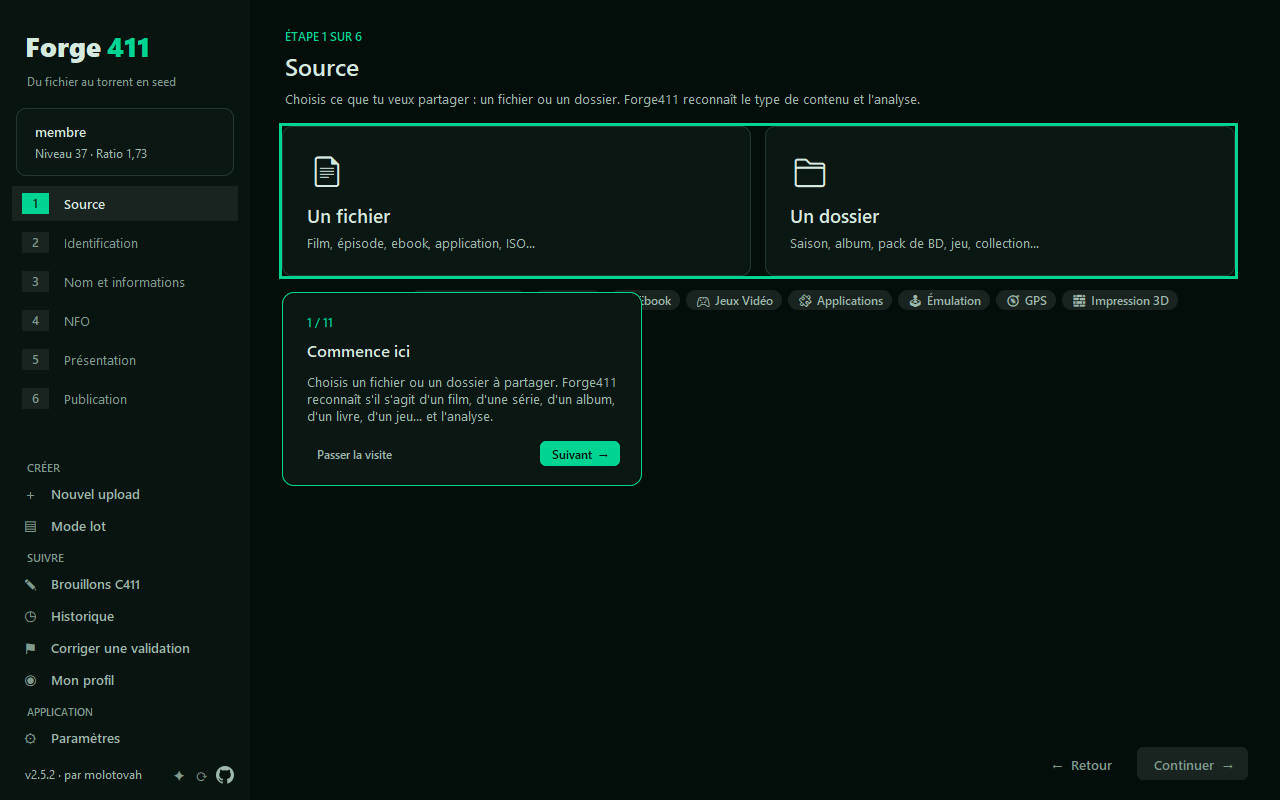 Forge 411
Du fichier au torrent en seed
membre
Niveau 37 · Ratio 1,73
1 Source
2 Identification
3 Nom et informations
4 NFO
5 Présentation
6 Publication
CRÉER
+ Nouvel upload
Mode lot
SUIVRE
Brouillons C411
Historique
Corriger une validation
Mon profil
APPLICATION
Paramètres
v2.5.2 · par molotovah
ÉTAPE 1 SUR 6
Source
Choisis ce que tu veux partager : un fichier ou un dossier. Forge411 reconnaît le type de contenu et l'analyse.
Un fichier
Film, épisode, ebook, application, ISO...
Un dossier
Saison, album, pack de BD, jeu, collection...
Jeux Vidéo
Applications
Émulation
GPS
Impression 3D
1 / 11
Commence ici
Choisis un fichier ou un dossier à partager. Forge411
reconnaît s'il s'agit d'un film, d'une série, d'un album,
d'un livre, d'un jeu... et l'analyse.
Passer la visite
Suivant →
← Retour
Continuer →